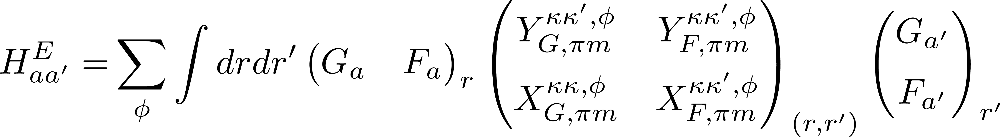 H^{E}_{aa'} = \sum_{\phi} \int dr dr' \begin{pmatrix} G_a & F_a \end{pmatrix}_r \begin{pmatrix} Y^{\kappa\kappa',\phi}_{G,\pi m} & Y^{\kappa\kappa',\phi}_{F,\pi m} \\ X^{\kappa\kappa,\phi}_{G,\pi m} & X^{\kappa\kappa',\phi}_{F,\pi m} \end{pmatrix}_{(r,r')} \begin{pmatrix} G_{a'} \\ F_{a'} \end{pmatrix}_{r'}